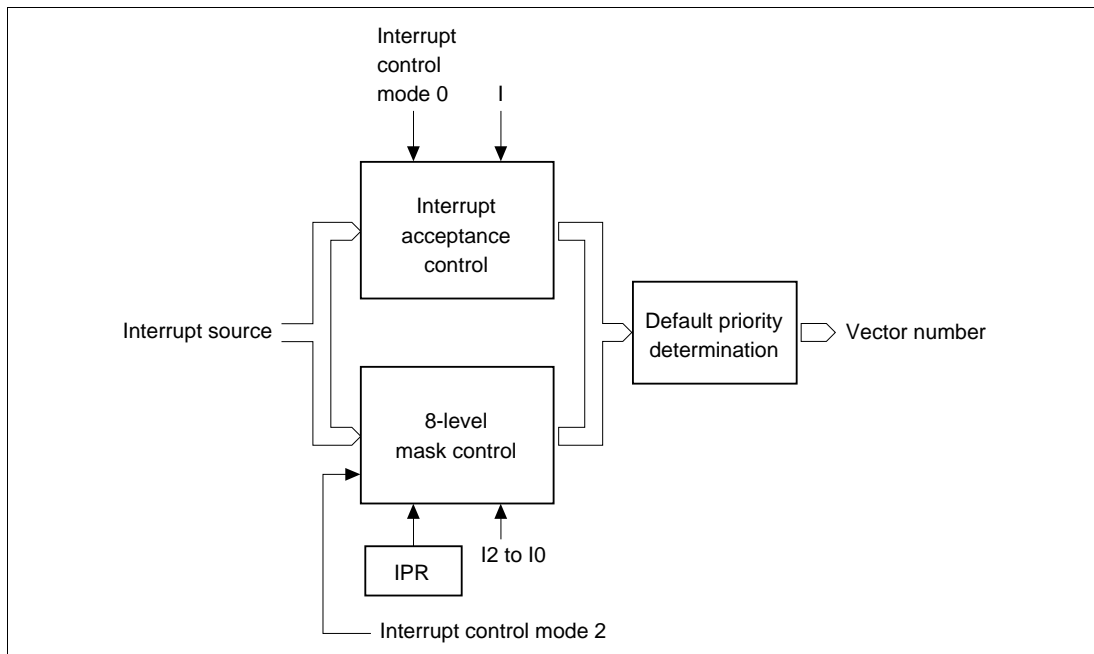 Interrupt
control
mode 0
I
Interrupt
acceptance
control
Interrupt source
Default priority
determination
Vector number
8-level
mask control
IPR
I2 to I0
Interrupt control mode 2